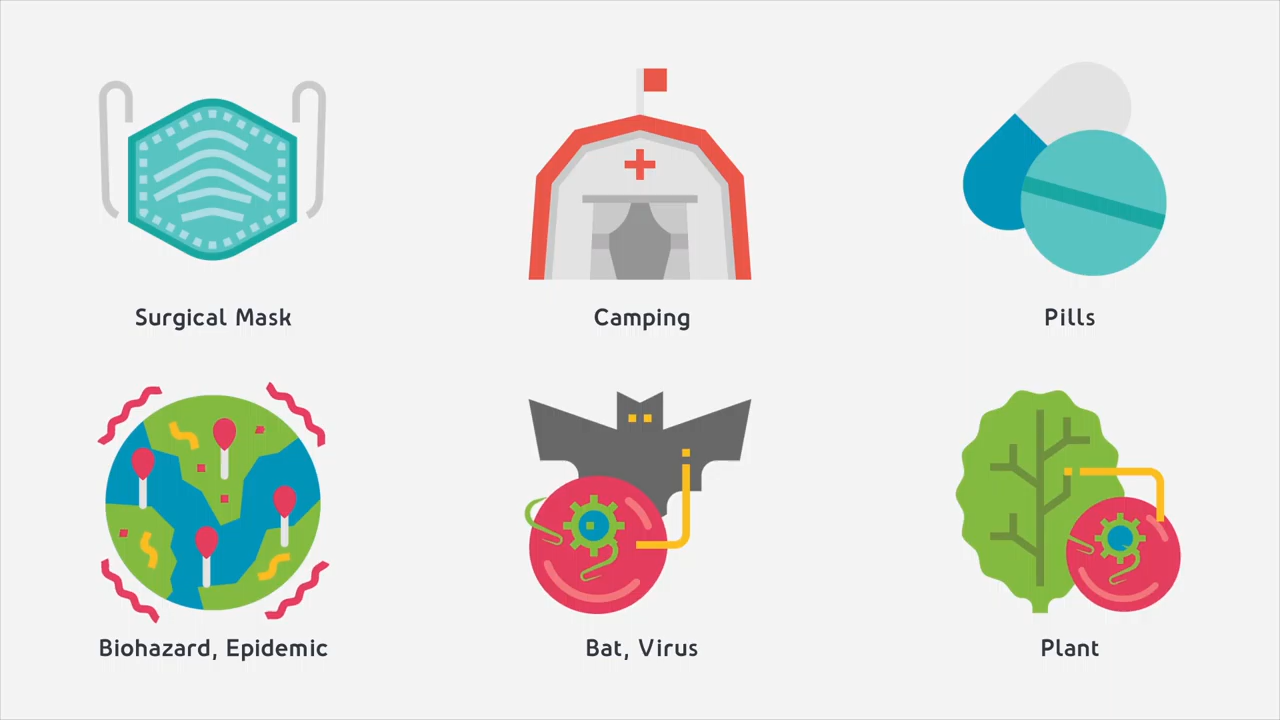 Surgical Mask
Camping
Pills
Biohazard, Epidemic
Bat, Virus
Plant